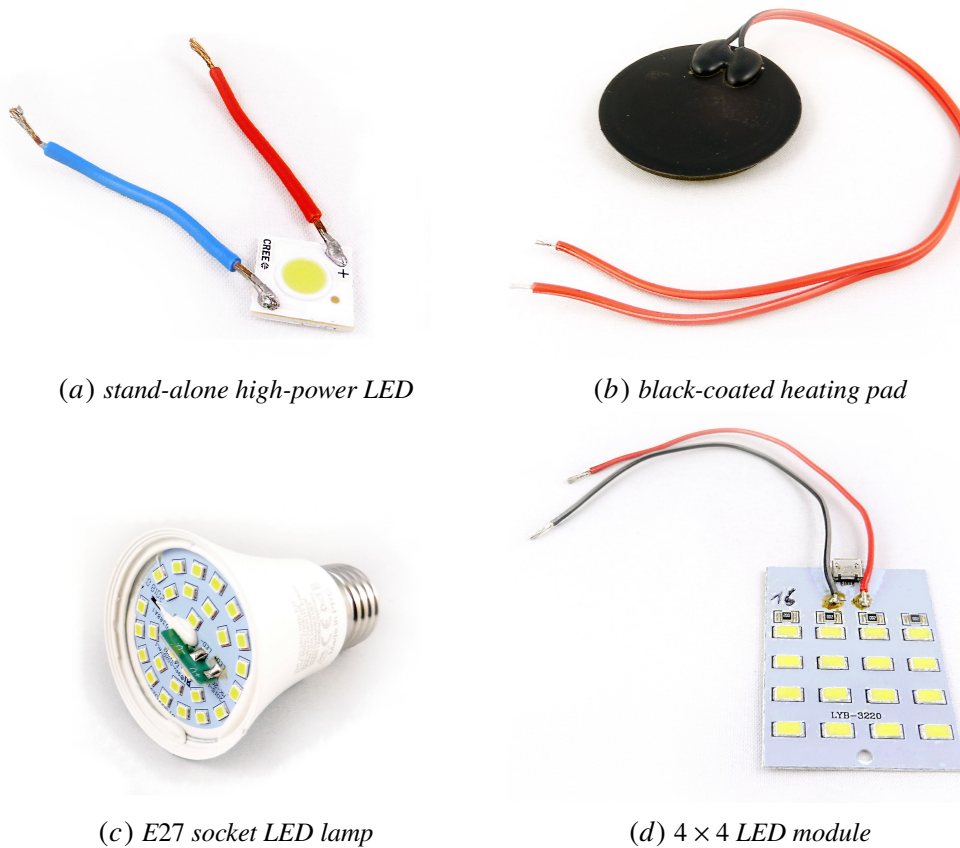 CREE
+
(a) stand-alone high-power LED
(b) black-coated heating pad
16
LYB-3220
(c) E27 socket LED lamp
(d) 4 × 4 LED module